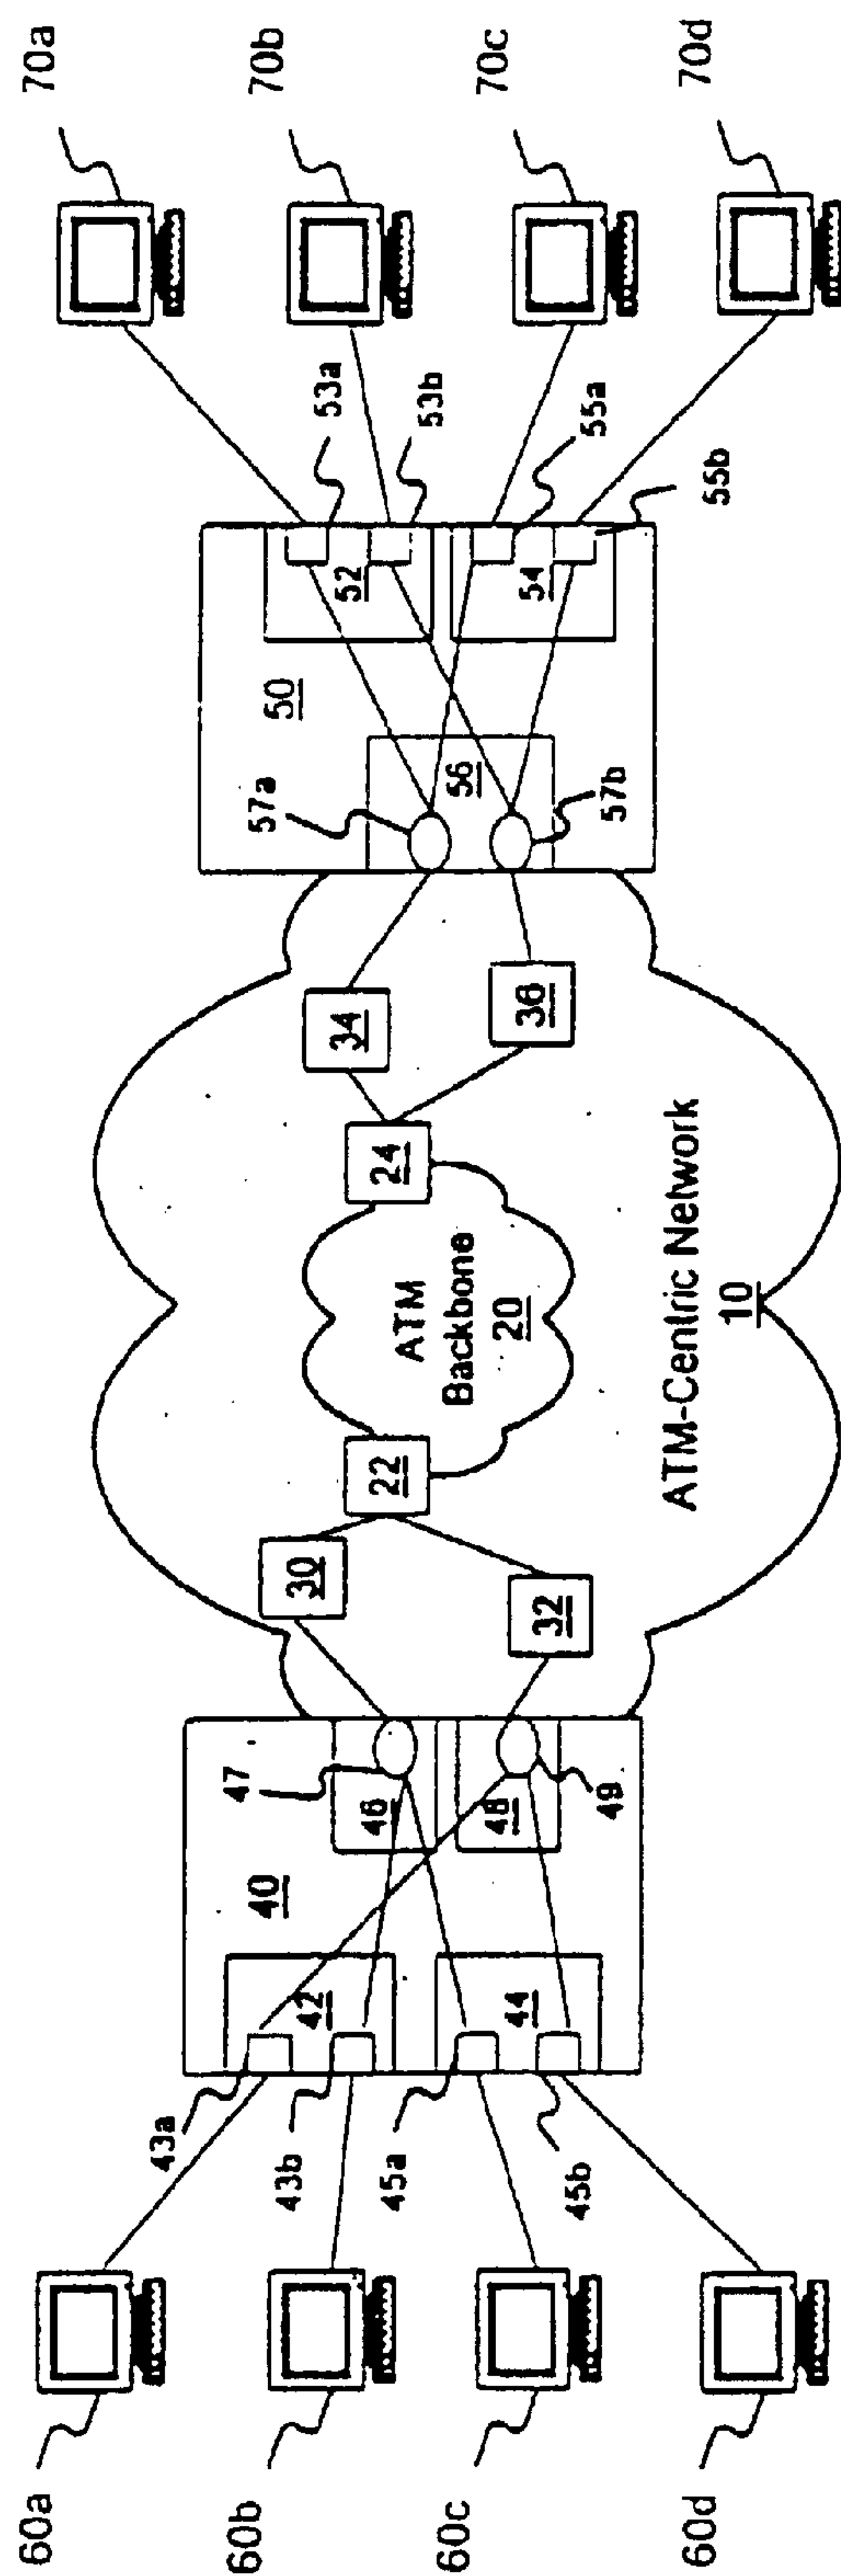 60a
60b
60c
60d
43a
43b
45a
45b
42
44
40
46
48
47
49
30
32
22
ATM
Backbone
20
24
34
36
ATM-Centric Network
10
57a
57b
56
50
52
54
53a
53b
55a
55b
70a
70b
70c
70d